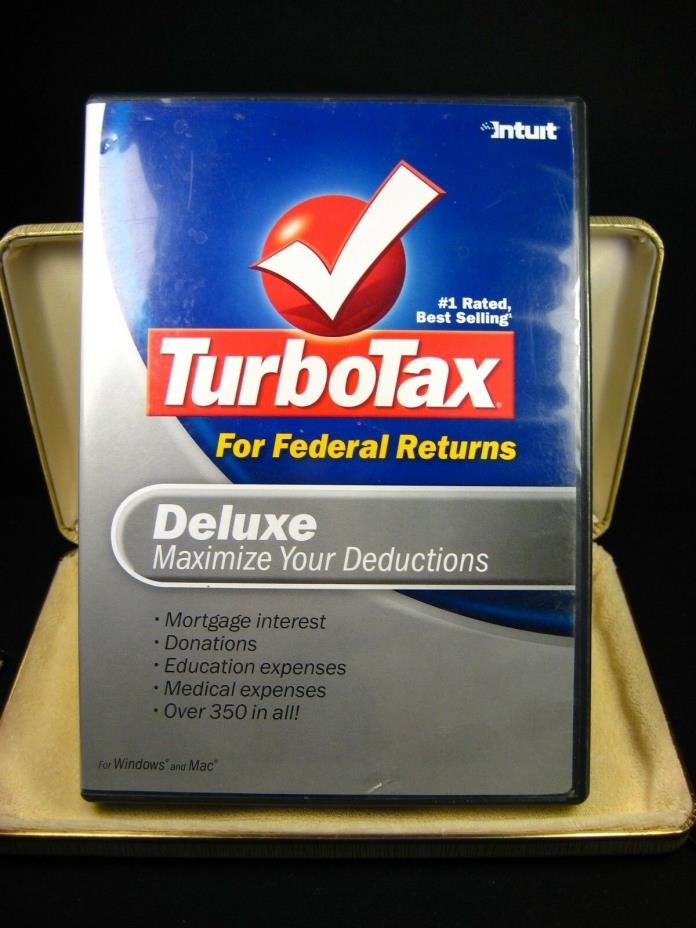 Intuit
#1 Rated,
Best Selling¹
TurboTax®
For Federal Returns
Deluxe
Maximize Your Deductions
· Mortgage interest
· Donations
· Education expenses
· Medical expenses
· Over 350 in all!
For Windows® and Mac®